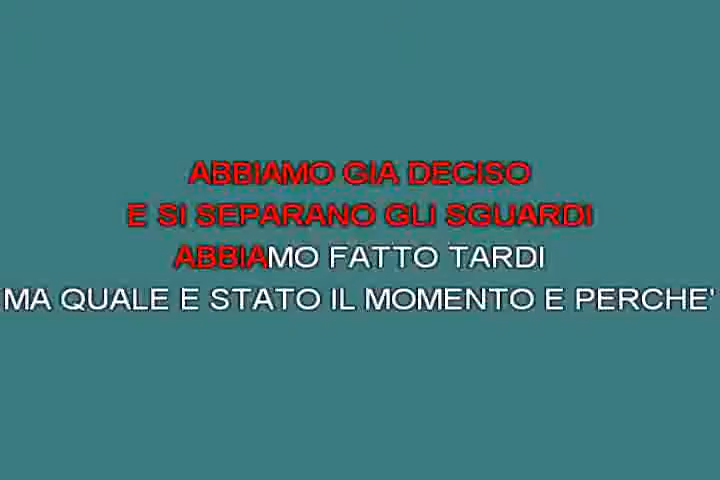 ABBIAMO GIA DECISO
E SI SEPARANO GLI SGUARDI
ABBIAMO FATTO TARDI
MA QUALE E STATO IL MOMENTO E PERCHE'